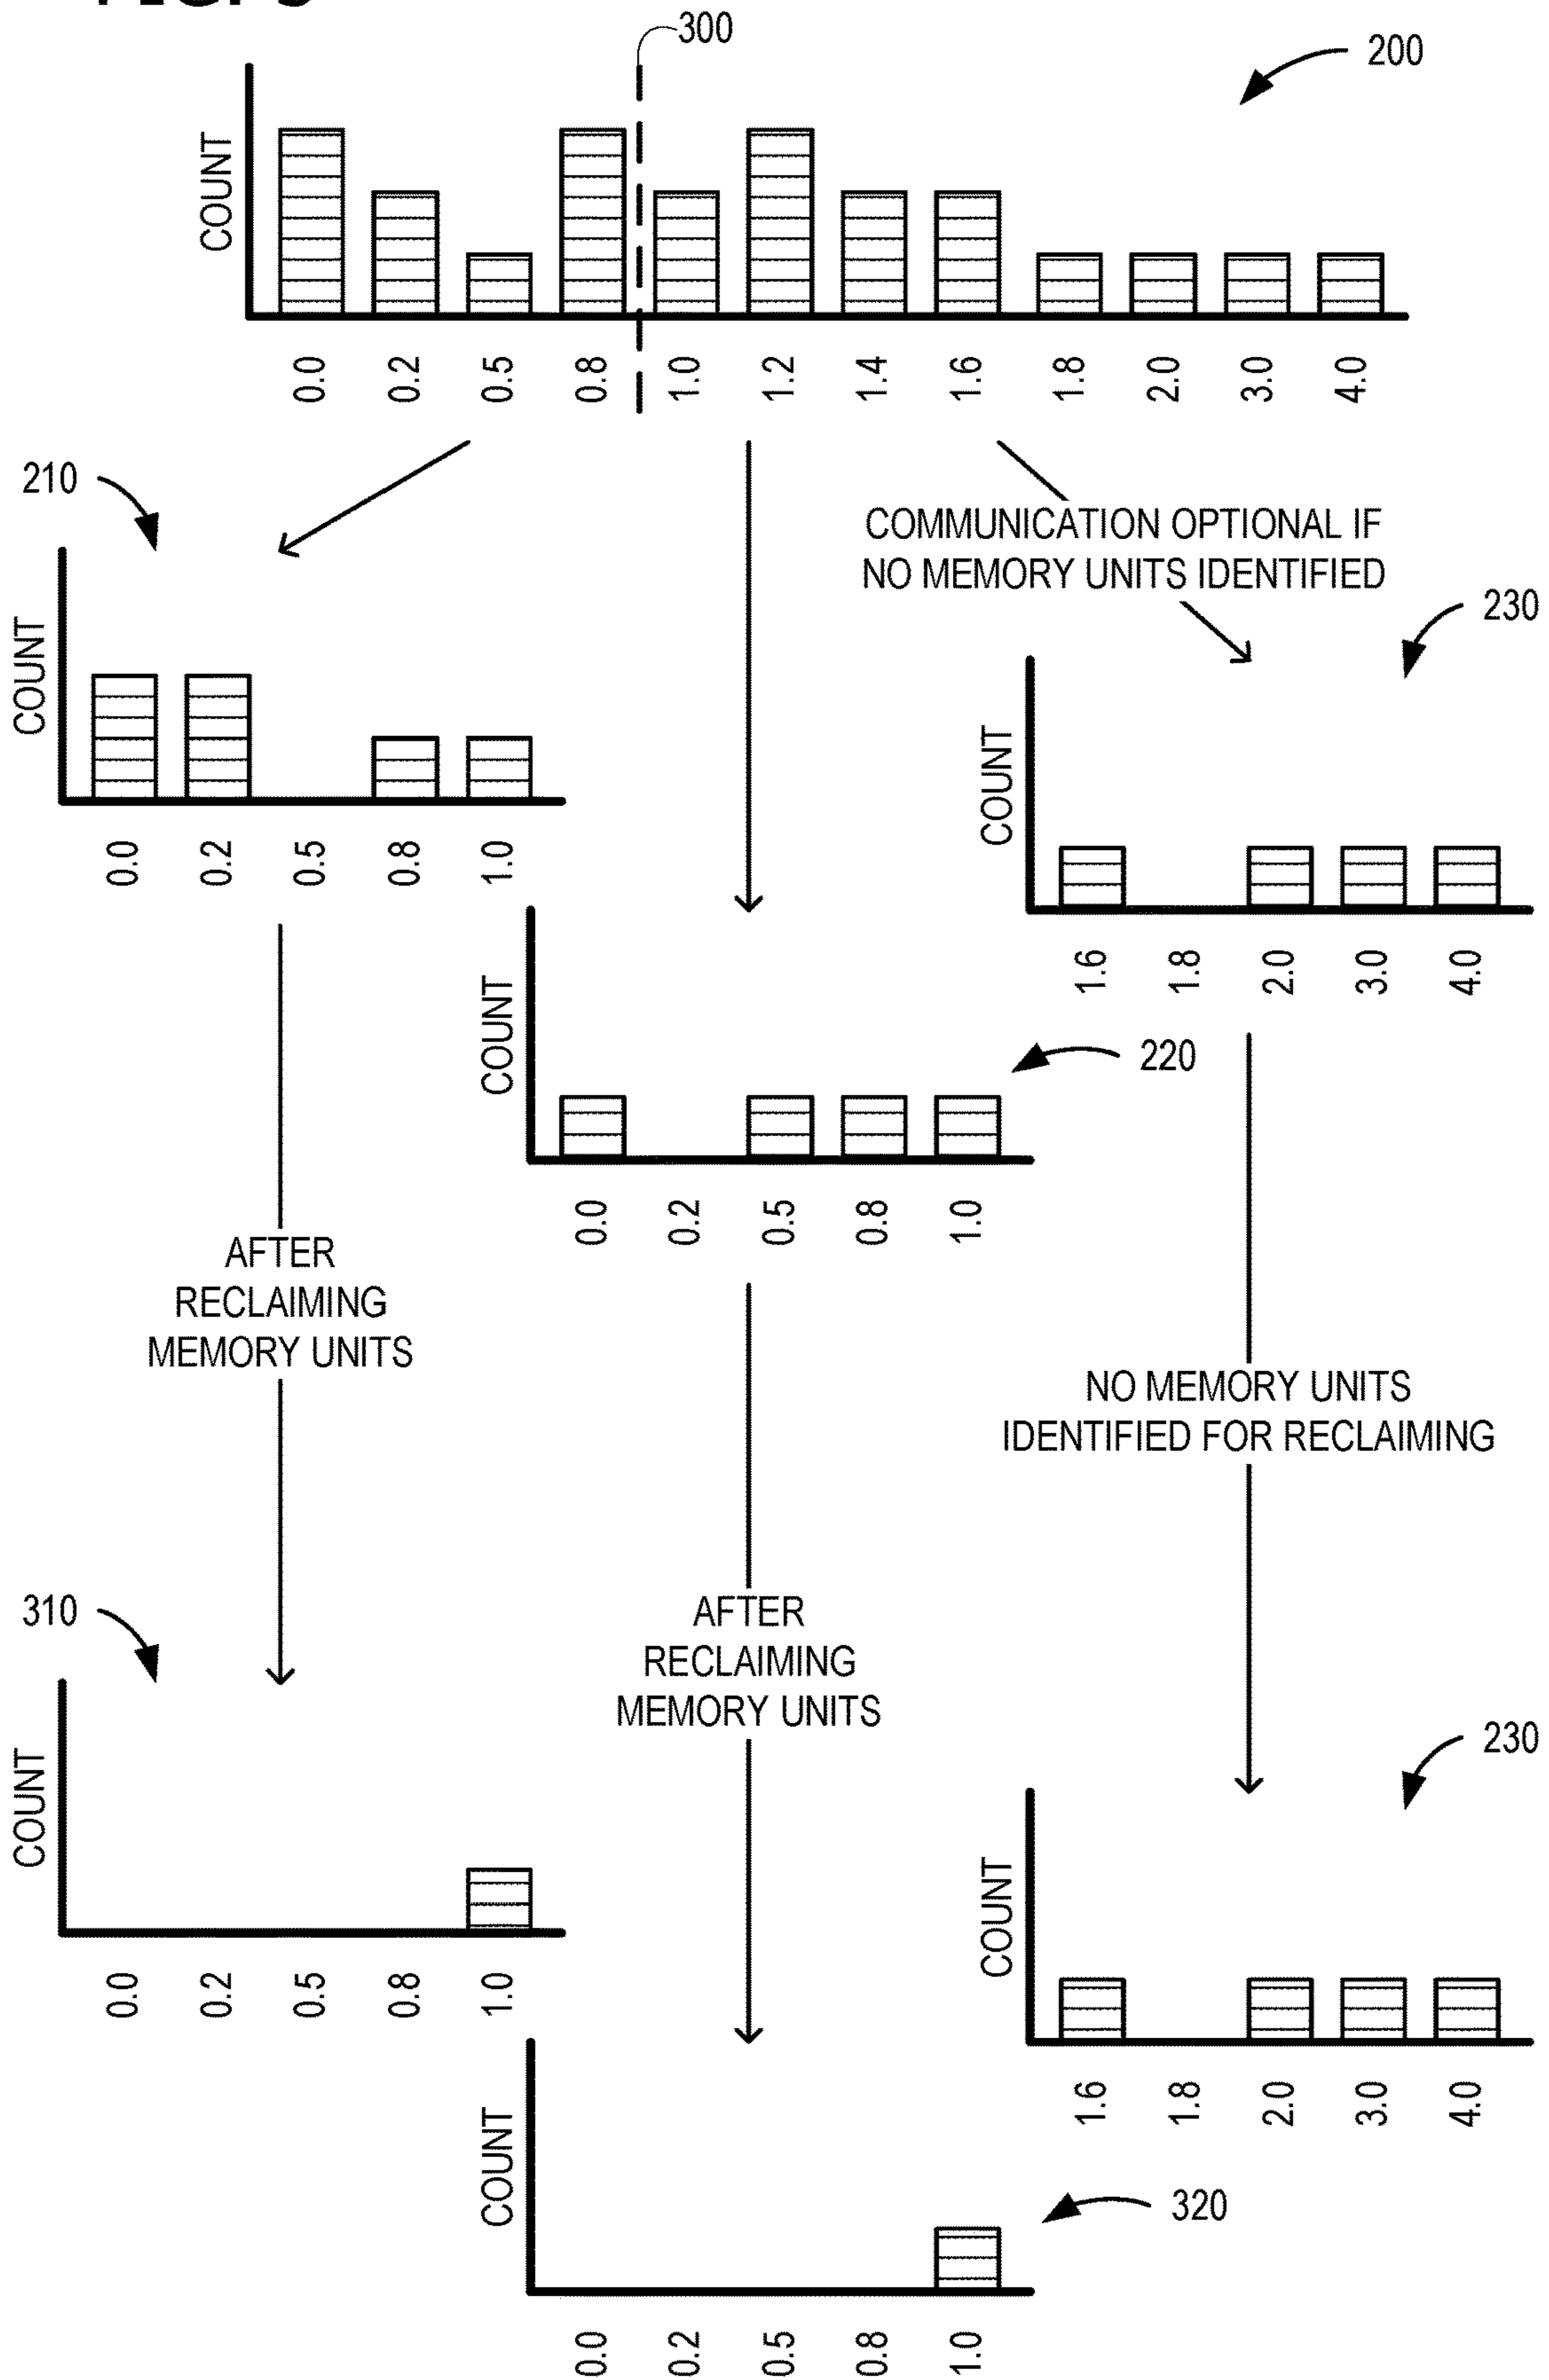 300
200
COUNT
0.0 0.2 0.5 0.8 1.0 1.2 1.4 1.6 1.8 2.0 3.0 4.0
210
COMMUNICATION OPTIONAL IF
NO MEMORY UNITS IDENTIFIED
230
COUNT
0.0 0.2 0.5 0.8 1.0
COUNT
1.6 1.8 2.0 3.0 4.0
COUNT
220
0.0 0.2 0.5 0.8 1.0
AFTER
RECLAIMING
MEMORY UNITS
NO MEMORY UNITS
IDENTIFIED FOR RECLAIMING
AFTER
RECLAIMING
MEMORY UNITS
310
230
COUNT
0.0 0.2 0.5 0.8 1.0
COUNT
1.6 1.8 2.0 3.0 4.0
COUNT
320
0.0 0.2 0.5 0.8 1.0